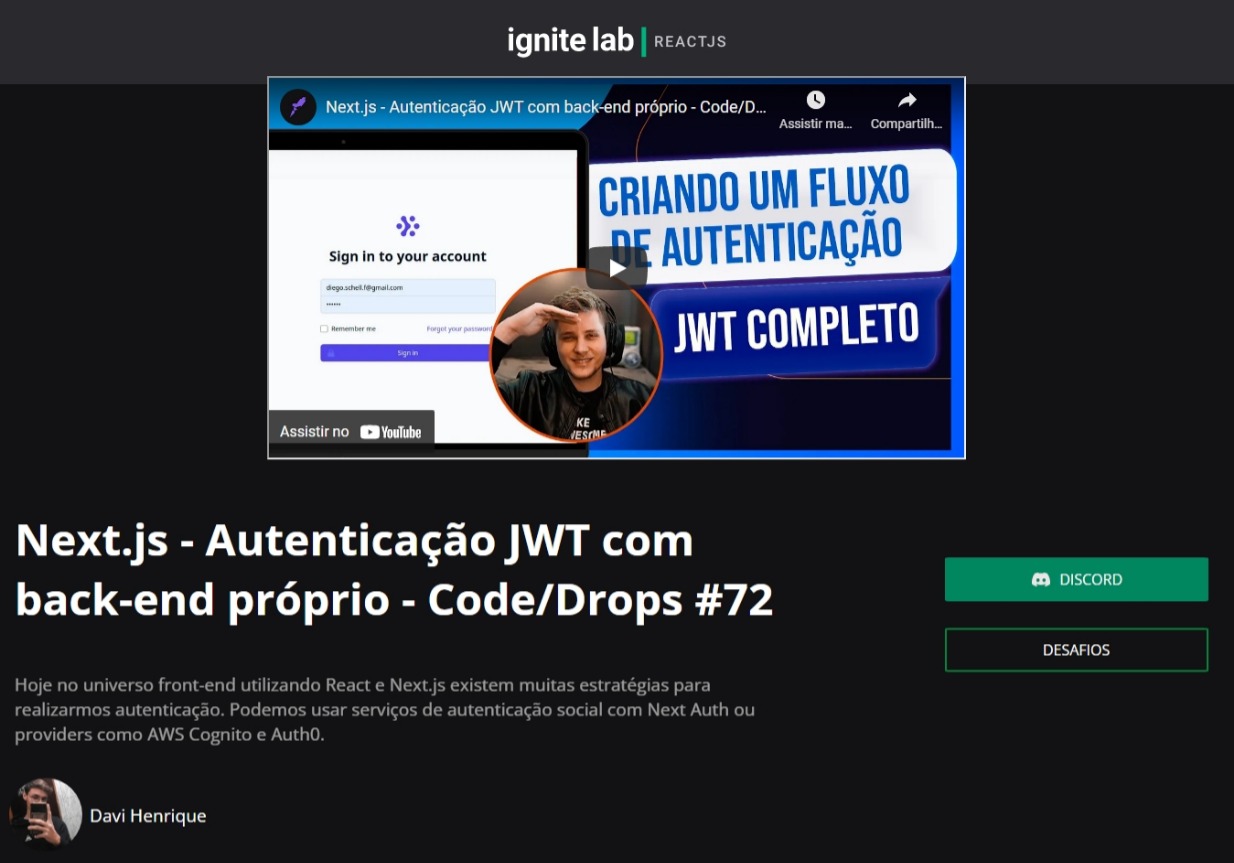 ignite lab | REACTJS
Next.js - Autenticação JWT com back-end próprio - Code/D...
Assistir ma...
Compartilh...
CRIANDO UM FLUXO
DE AUTENTICAÇÃO
JWT COMPLETO
Sign in to your account
diego.schell.f@gmail.com
••••••
Remember me
Forgot your password
Sign in
KE
Assistir no YouTube
Next.js - Autenticação JWT com
back-end próprio - Code/Drops #72
DISCORD
DESAFIOS
Hoje no universo front-end utilizando React e Next.js existem muitas estratégias para
realizarmos autenticação. Podemos usar serviços de autenticação social com Next Auth ou
providers como AWS Cognito e Auth0.
Davi Henrique